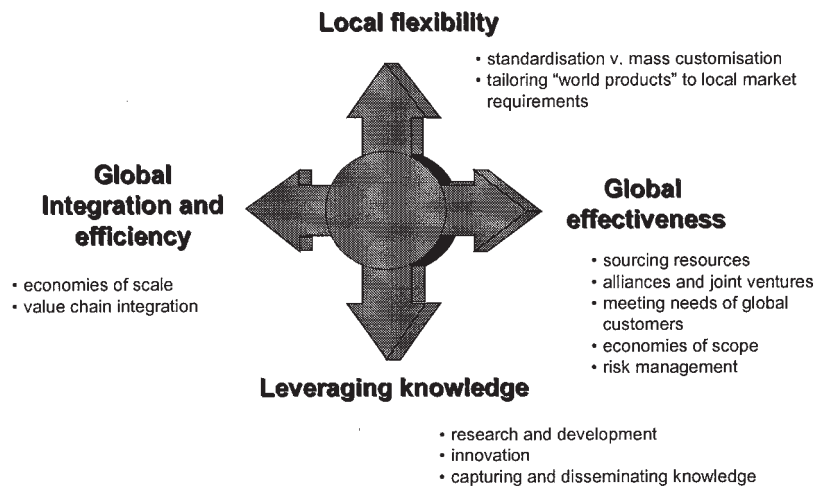 Local flexibility
• standardisation v. mass customisation
• tailoring "world products" to local market
requirements
Global
Integration and
efficiency
• economies of scale
• value chain integration
Global
effectiveness
• sourcing resources
• alliances and joint ventures
• meeting needs of global
customers
• economies of scope
• risk management
Leveraging knowledge
• research and development
• innovation
• capturing and disseminating knowledge